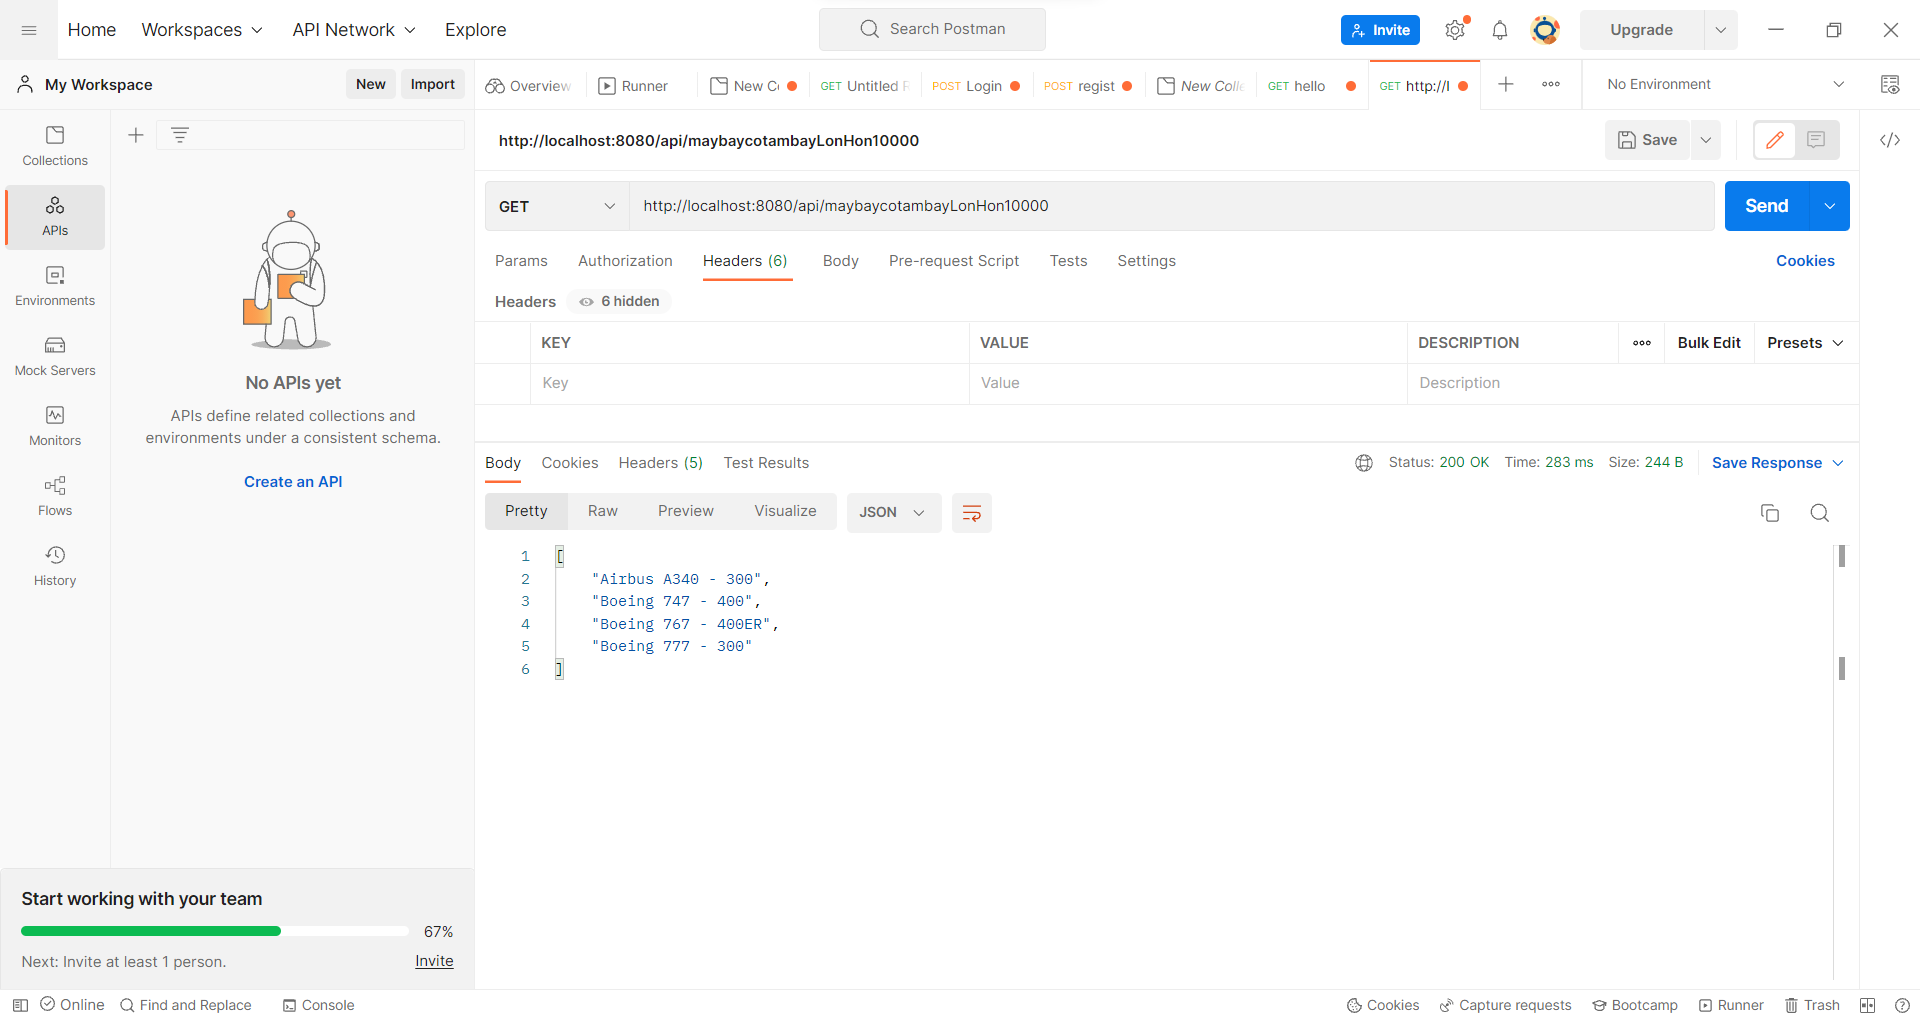 Home Workspaces API Network Explore Search Postman Invite Upgrade
My Workspace New Import Overview Runner New Co GET Untitled R POST Login POST regist New Colle GET hello GET http://l No Environment
Collections
APIs
Environments
Mock Servers
Monitors
Flows
History
No APIs yet
APIs define related collections and
environments under a consistent schema.
Create an API
Start working with your team
67%
Next: Invite at least 1 person. Invite
http://localhost:8080/api/maybaycotambayLonHon10000 Save
GET http://localhost:8080/api/maybaycotambayLonHon10000 Send
Params Authorization Headers (6) Body Pre-request Script Tests Settings Cookies
Headers 6 hidden
KEY VALUE DESCRIPTION Bulk Edit Presets
Key Value Description
Body Cookies Headers (5) Test Results Status: 200 OK Time: 283 ms Size: 244 B Save Response
Pretty Raw Preview Visualize JSON
1 [
2 "Airbus A340 - 300",
3 "Boeing 747 - 400",
4 "Boeing 767 - 400ER",
5 "Boeing 777 - 300"
6 ]
Online Find and Replace Console Cookies Capture requests Bootcamp Runner Trash